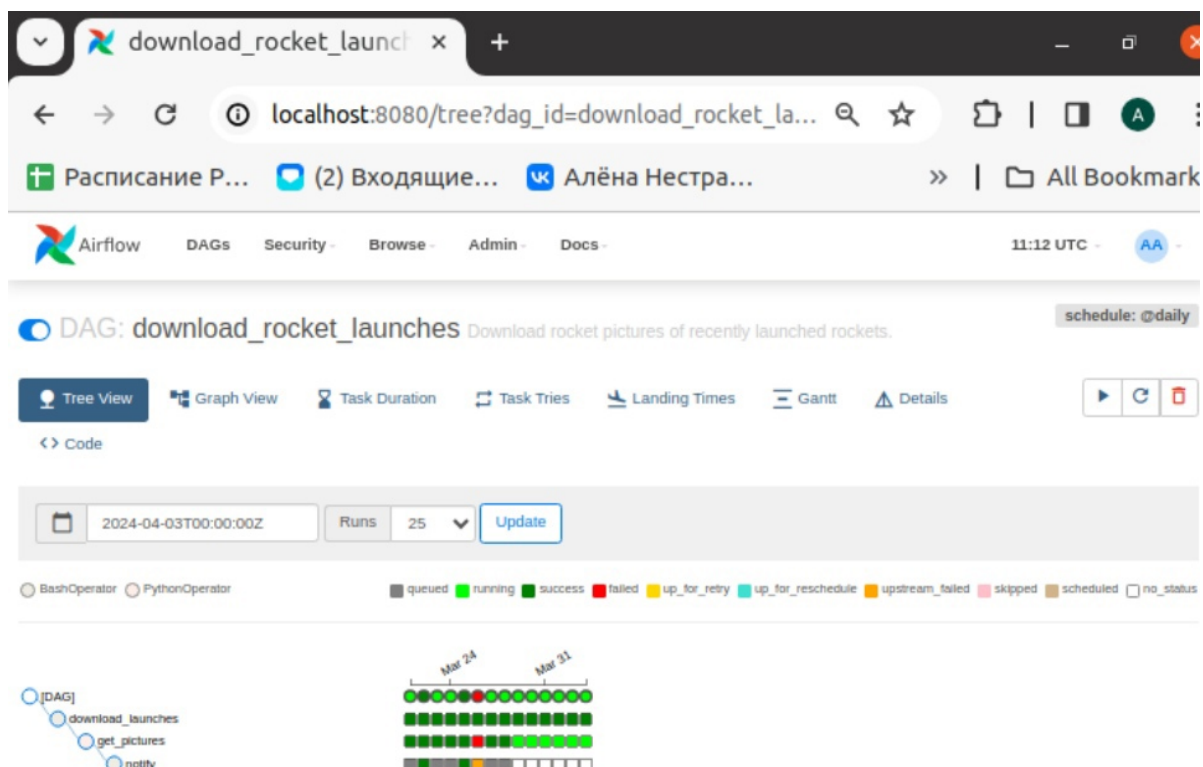 download_rocket_launch
localhost:8080/tree?dag_id=download_rocket_la...
A
Расписание Р...
(2) Входящие...
Алёна Нестра...
»
All Bookmark
Airflow
DAGs
Security
Browse
Admin
Docs
11:12 UTC
AA
DAG: download_rocket_launches Download rocket pictures of recently launched rockets.
schedule: @daily
Tree View
Graph View
Task Duration
Task Tries
Landing Times
Gantt
Details
<> Code
2024-04-03T00:00:00Z
Runs
25
Update
BashOperator
PythonOperator
queued
running
success
failed
up_for_retry
up_for_reschedule
upstream_failed
skipped
scheduled
no_status
Mar 24
Mar 31
[DAG]
download_launches
get_pictures
notify